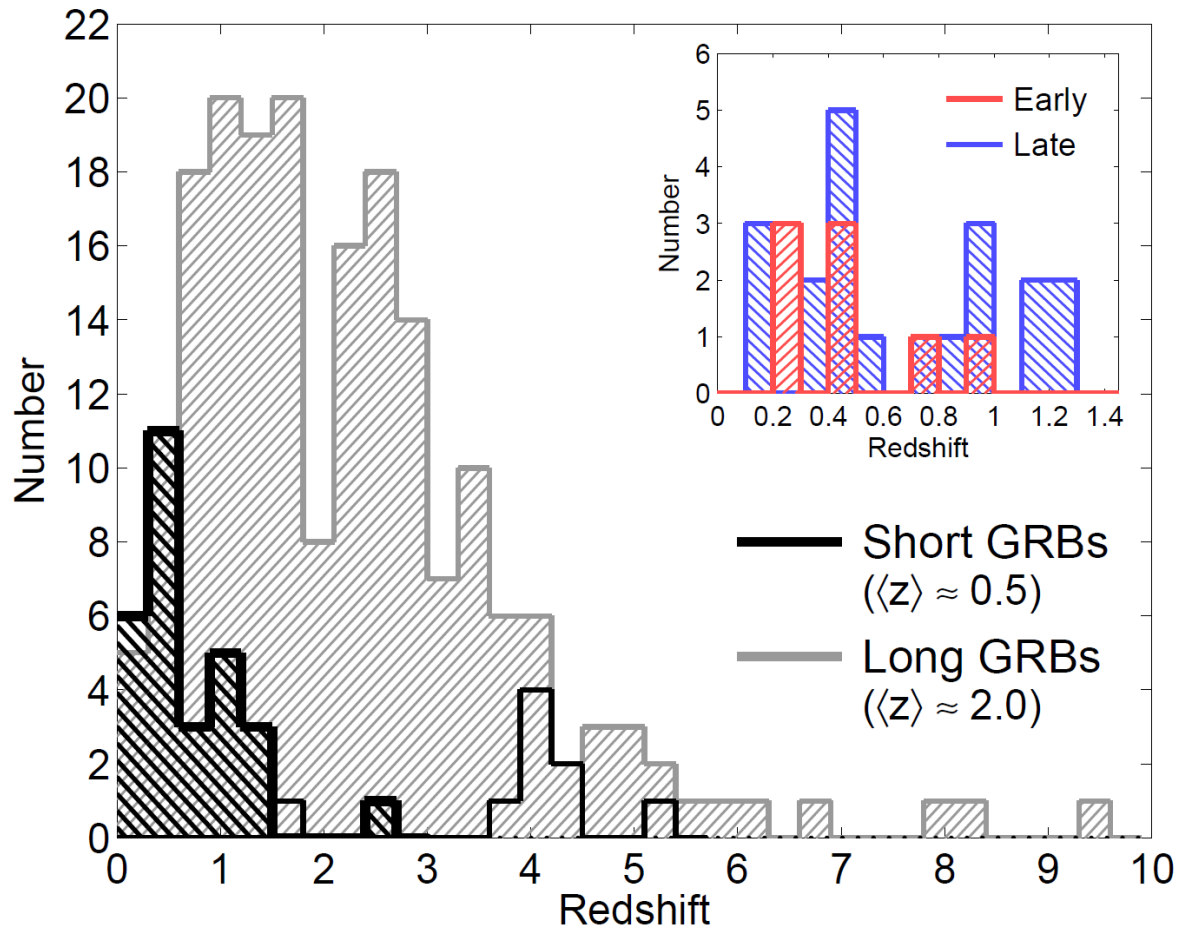 22
20
18
16
14
12
10
8
6
4
2
0
Number
0 1 2 3 4 5 6 7 8 9 10
Redshift
6
5
4
3
2
1
0
Number
0 0.2 0.4 0.6 0.8 1 1.2 1.4
Redshift
Early
Late
Short GRBs
(⟨z⟩ ≈ 0.5)
Long GRBs
(⟨z⟩ ≈ 2.0)